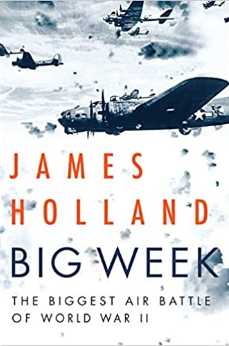 JAMES
HOLLAND
BIG WEEK
THE BIGGEST AIR BATTLE
OF WORLD WAR II